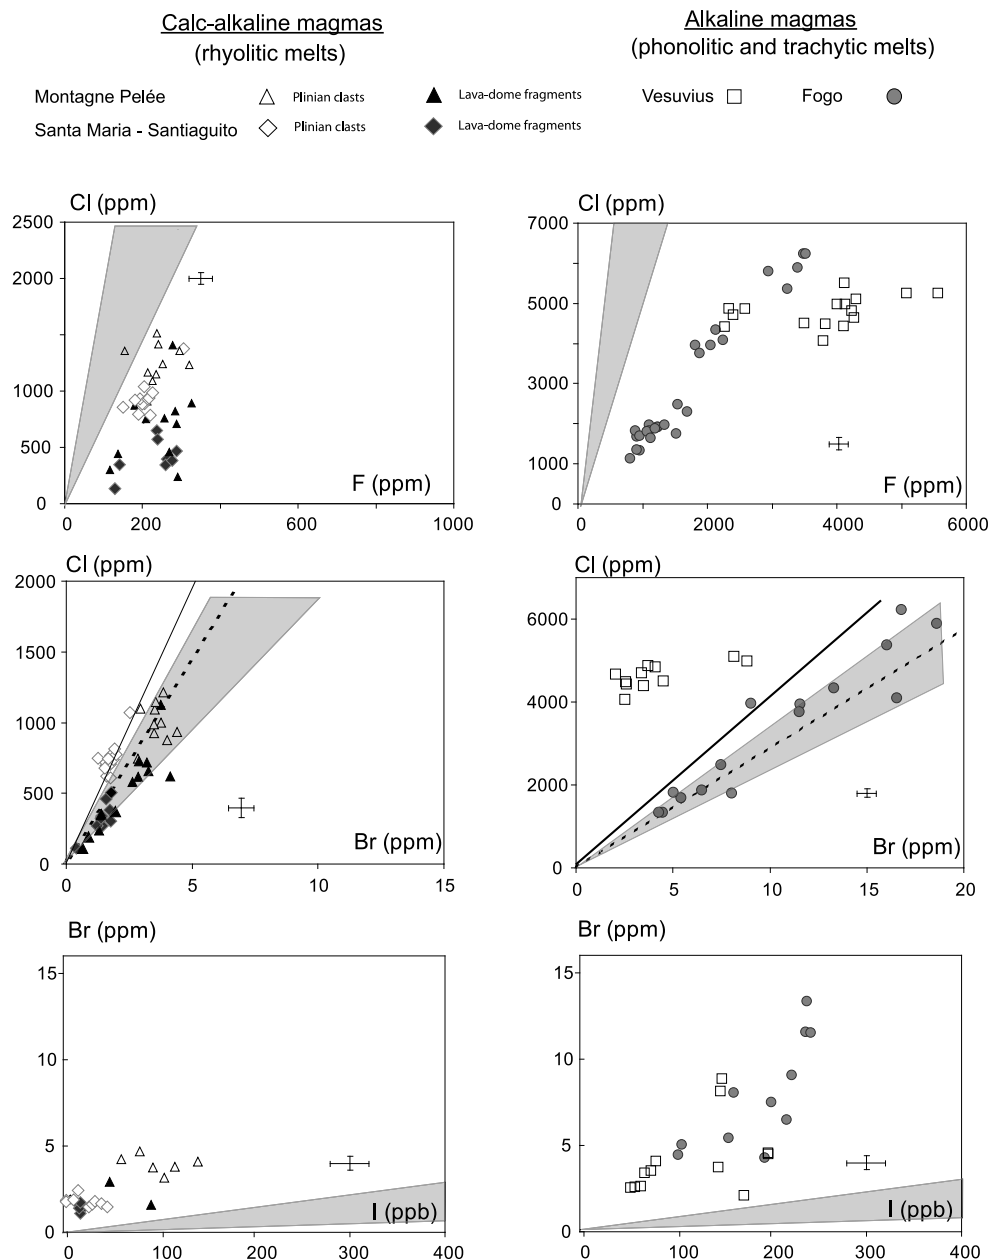 Calc-alkaline magmas
(rhyolitic melts)
Alkaline magmas
(phonolitic and trachytic melts)
Montagne Pelée Plinian clasts Lava-dome fragments
Santa Maria - Santiaguito Plinian clasts Lava-dome fragments
Vesuvius Fogo
Cl (ppm)
2500
2000
1500
1000
500
0
0 200 400 600 800 1000
F (ppm)
Cl (ppm)
7000
5000
3000
1000
0
0 2000 4000 6000
F (ppm)
Cl (ppm)
2000
1500
1000
500
0
0 5 10 15
Br (ppm)
Cl (ppm)
6000
4000
2000
0
0 5 10 15 20
Br (ppm)
Br (ppm)
15
10
5
0
0 100 200 300 400
I (ppb)
Br (ppm)
15
10
5
0
0 100 200 300 400
I (ppb)